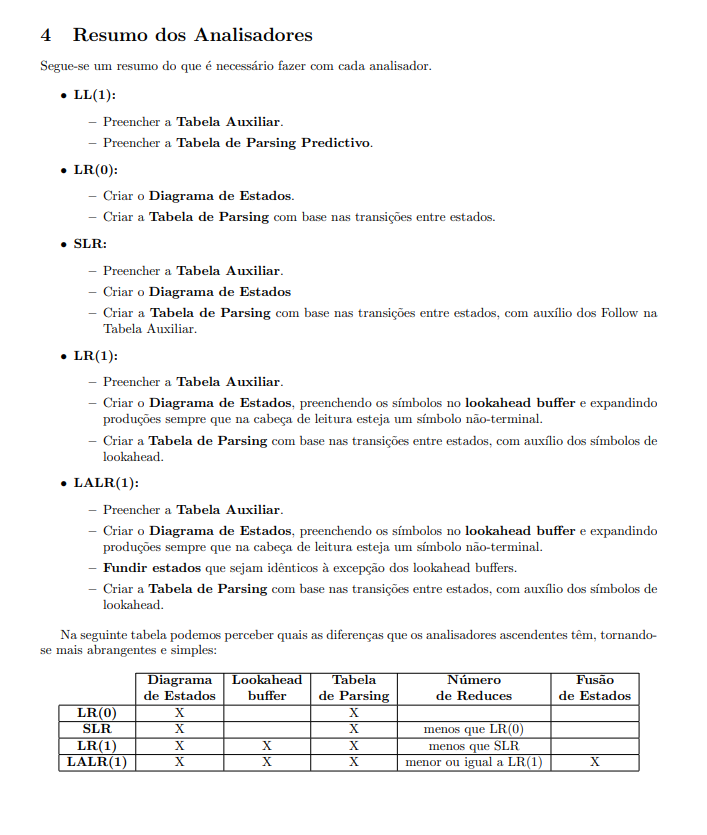 4 Resumo dos Analisadores
Segue-se um resumo do que é necessário fazer com cada analisador.
• LL(1):
– Preencher a Tabela Auxiliar.
– Preencher a Tabela de Parsing Predictivo.
• LR(0):
– Criar o Diagrama de Estados.
– Criar a Tabela de Parsing com base nas transições entre estados.
• SLR:
– Preencher a Tabela Auxiliar.
– Criar o Diagrama de Estados
– Criar a Tabela de Parsing com base nas transições entre estados, com auxílio dos Follow na
Tabela Auxiliar.
• LR(1):
– Preencher a Tabela Auxiliar.
– Criar o Diagrama de Estados, preenchendo os símbolos no lookahead buffer e expandindo
produções sempre que na cabeça de leitura esteja um símbolo não-terminal.
– Criar a Tabela de Parsing com base nas transições entre estados, com auxílio dos símbolos de
lookahead.
• LALR(1):
– Preencher a Tabela Auxiliar.
– Criar o Diagrama de Estados, preenchendo os símbolos no lookahead buffer e expandindo
produções sempre que na cabeça de leitura esteja um símbolo não-terminal.
– Fundir estados que sejam idênticos à excepção dos lookahead buffers.
– Criar a Tabela de Parsing com base nas transições entre estados, com auxílio dos símbolos de
lookahead.
Na seguinte tabela podemos perceber quais as diferenças que os analisadores ascendentes têm, tornando-
se mais abrangentes e simples:
Diagrama Lookahead Tabela Número Fusão
de Estados buffer de Parsing de Reduces de Estados
LR(0) X X
SLR X X menos que LR(0)
LR(1) X X X menos que SLR
LALR(1) X X X menor ou igual a LR(1) X